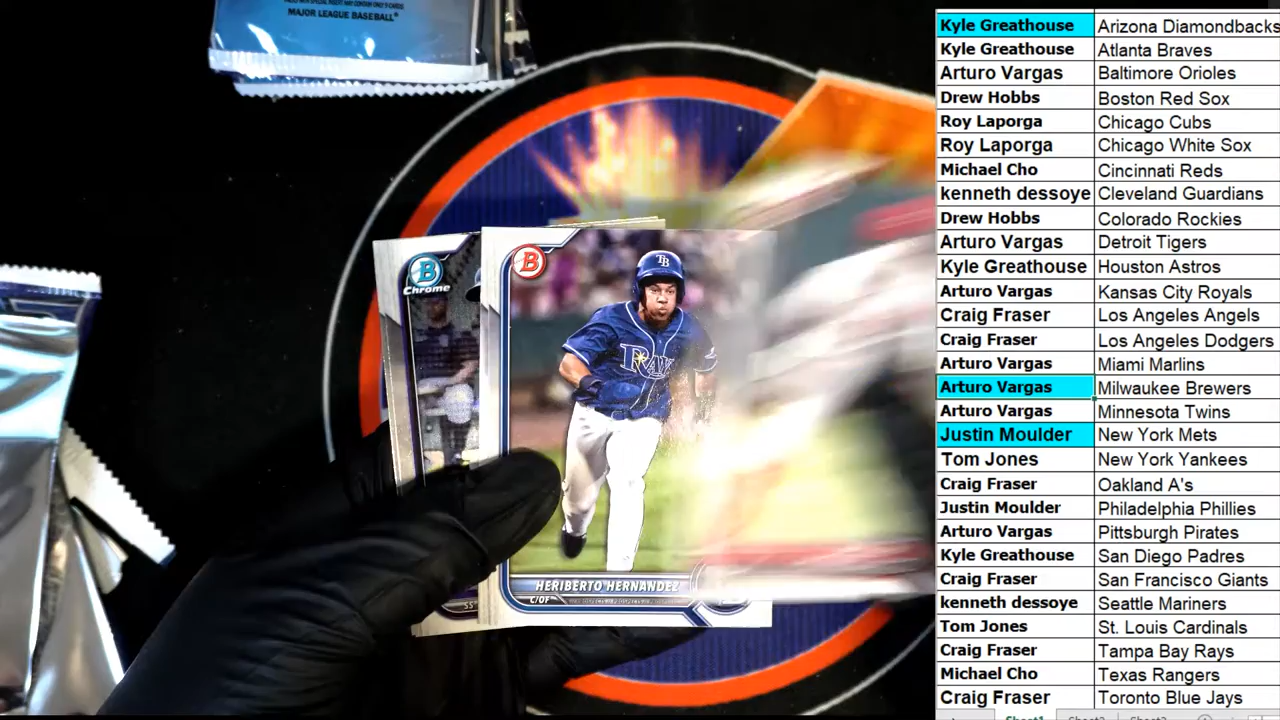 MAJOR LEAGUE BASEBALL®
B
Chrome
B
TB
RAYS
HERIBERTO HERNANDEZ
C/OF
Kyle Greathouse Arizona Diamondbacks
Kyle Greathouse Atlanta Braves
Arturo Vargas Baltimore Orioles
Drew Hobbs Boston Red Sox
Roy Laporga Chicago Cubs
Roy Laporga Chicago White Sox
Michael Cho Cincinnati Reds
kenneth dessoye Cleveland Guardians
Drew Hobbs Colorado Rockies
Arturo Vargas Detroit Tigers
Kyle Greathouse Houston Astros
Arturo Vargas Kansas City Royals
Craig Fraser Los Angeles Angels
Craig Fraser Los Angeles Dodgers
Arturo Vargas Miami Marlins
Arturo Vargas Milwaukee Brewers
Arturo Vargas Minnesota Twins
Justin Moulder New York Mets
Tom Jones New York Yankees
Craig Fraser Oakland A's
Justin Moulder Philadelphia Phillies
Arturo Vargas Pittsburgh Pirates
Kyle Greathouse San Diego Padres
Craig Fraser San Francisco Giants
kenneth dessoye Seattle Mariners
Tom Jones St. Louis Cardinals
Craig Fraser Tampa Bay Rays
Michael Cho Texas Rangers
Craig Fraser Toronto Blue Jays
Sheet1 Sheet2 Sheet3